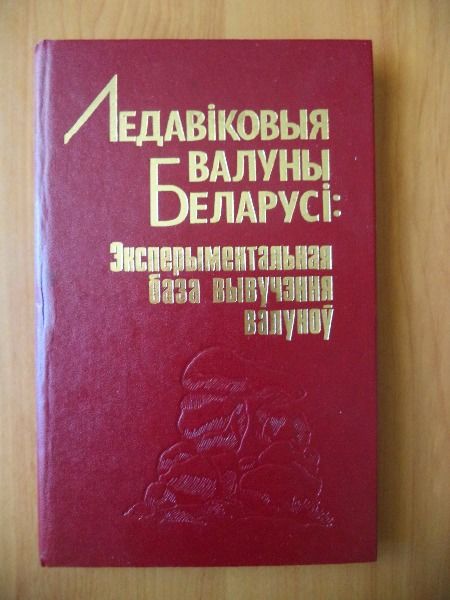 Ледавіковыя
валуны
Беларусі:
Эксперыментальная
база вывучэння
валуноў